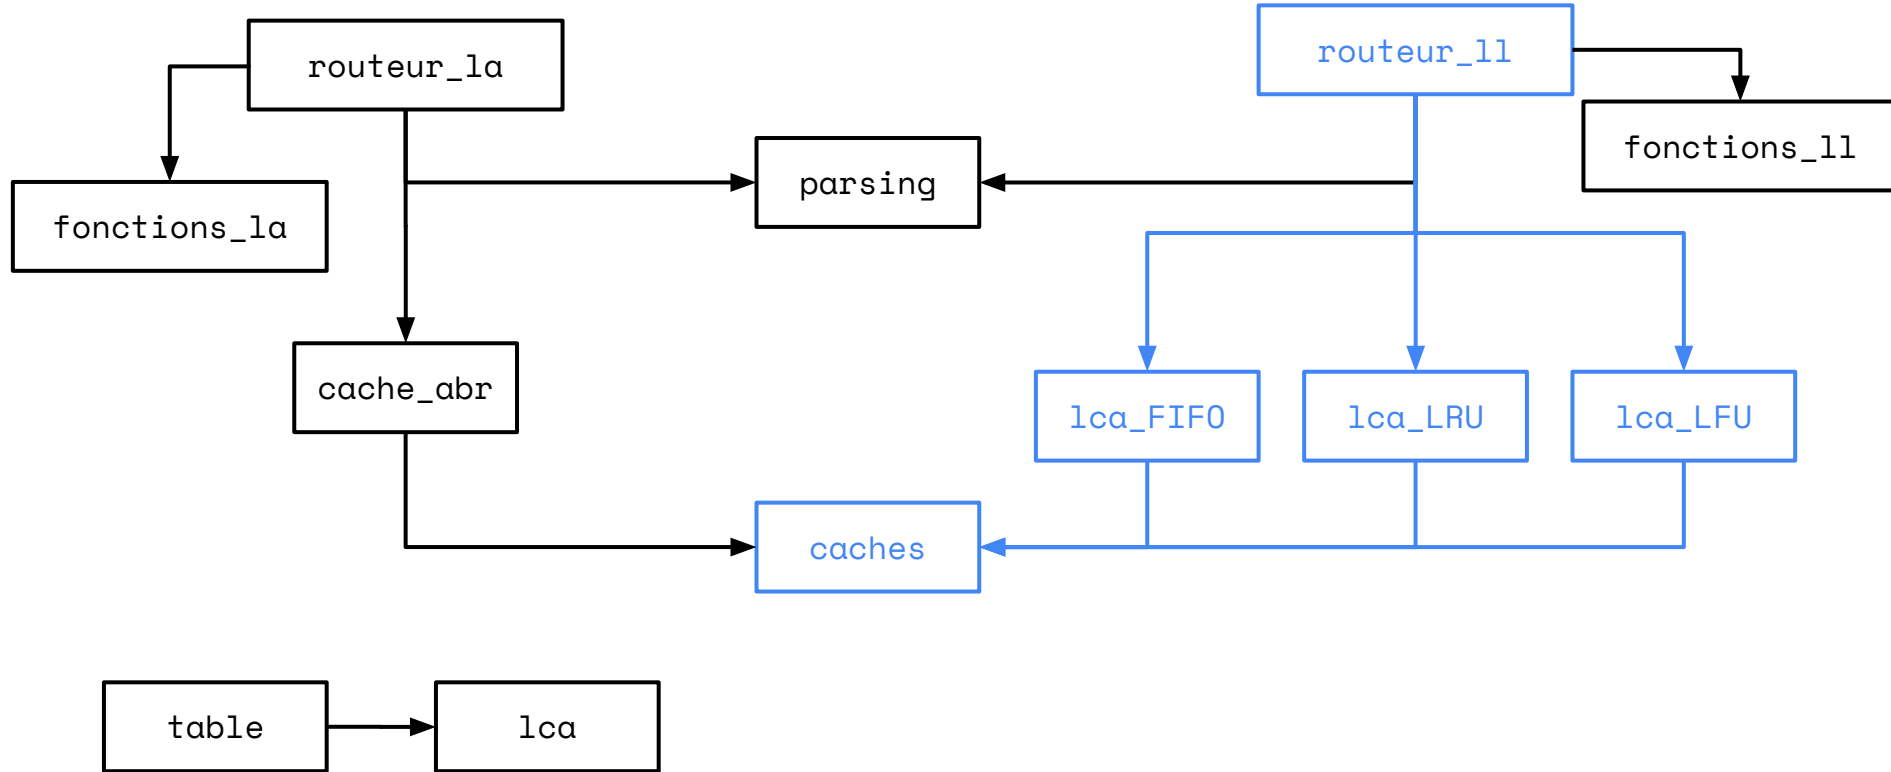 routeur_la
routeur_ll
fonctions_ll
parsing
fonctions_la
cache_abr
lca_FIFO
lca_LRU
lca_LFU
caches
table
lca